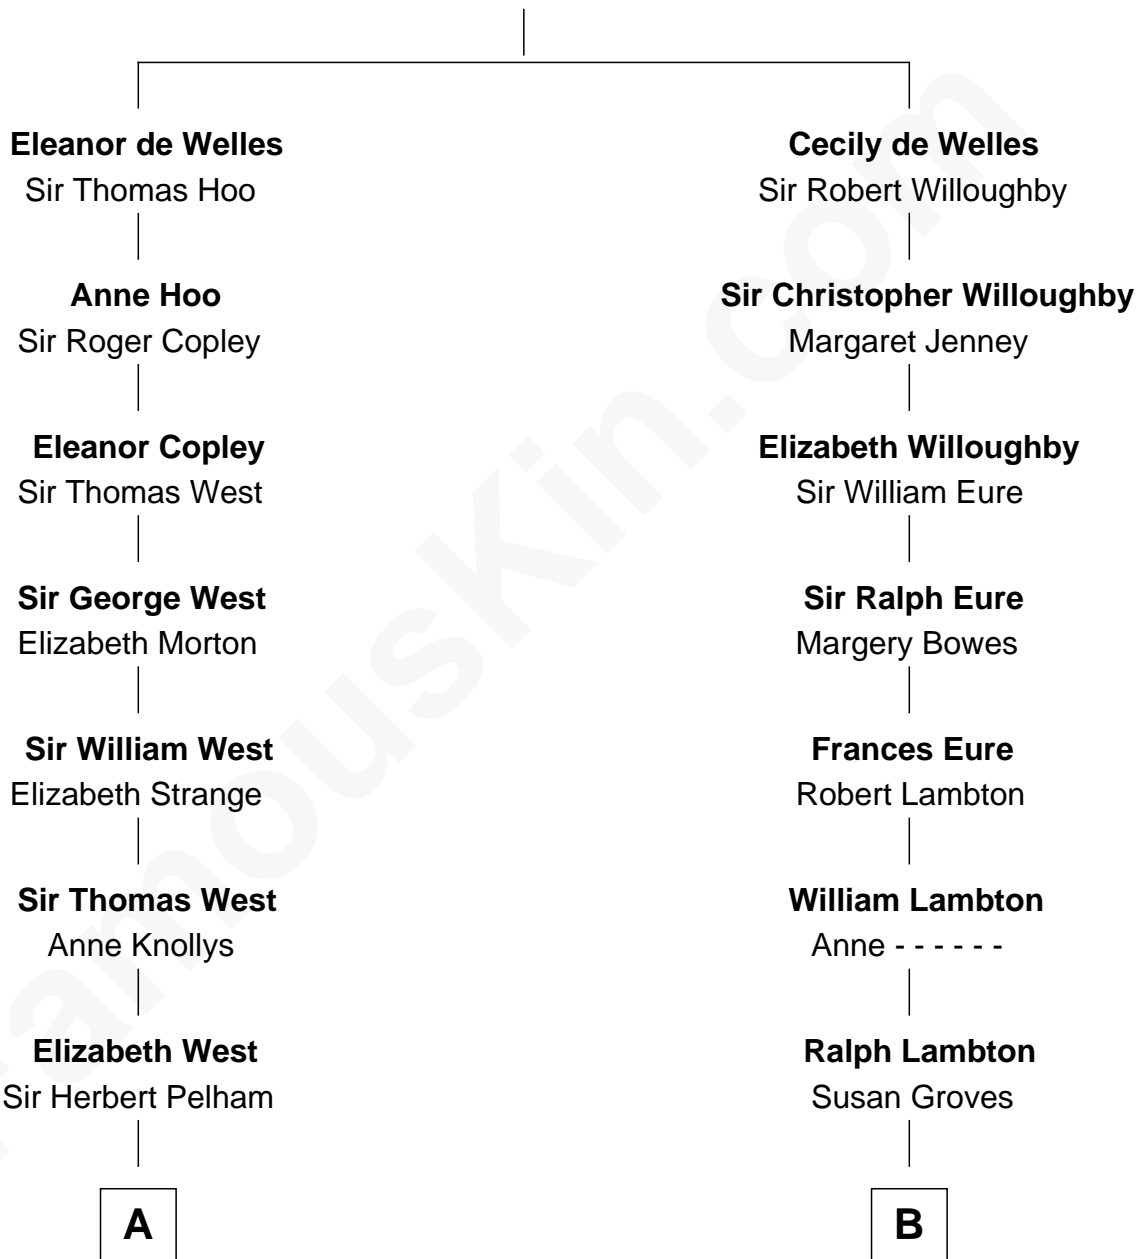 Eleanor de Welles
Sir Thomas Hoo
Cecily de Welles
Sir Robert Willoughby
Anne Hoo
Sir Roger Copley
Sir Christopher Willoughby
Margaret Jenney
Eleanor Copley
Sir Thomas West
Elizabeth Willoughby
Sir William Eure
Sir George West
Elizabeth Morton
Sir Ralph Eure
Margery Bowes
Sir William West
Elizabeth Strange
Frances Eure
Robert Lambton
Sir Thomas West
Anne Knollys
William Lambton
Anne - - - - - -
Elizabeth West
Sir Herbert Pelham
Ralph Lambton
Susan Groves
A
B
FamousKin.com